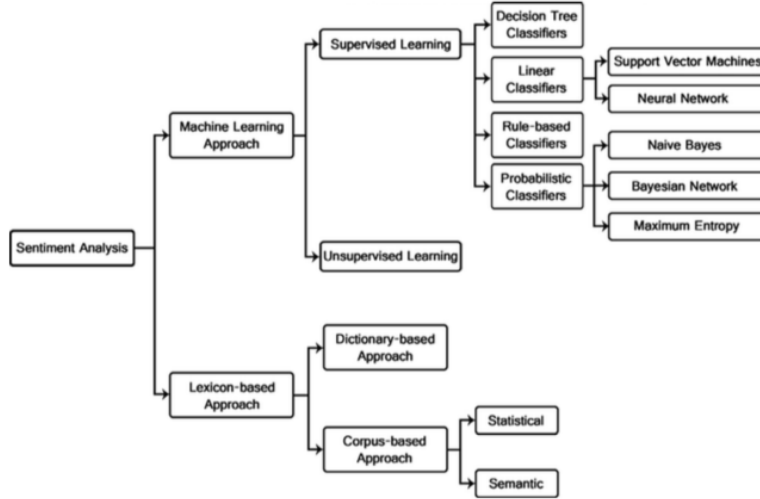 Decision Tree
Classifiers
Supervised Learning
Linear
Classifiers
Support Vector Machines
Neural Network
Machine Learning
Approach
Rule-based
Classifiers
Naive Bayes
Probabilistic
Classifiers
Bayesian Network
Maximum Entropy
Sentiment Analysis
Unsupervised Learning
Dictionary-based
Approach
Lexicon-based
Approach
Corpus-based
Approach
Statistical
Semantic